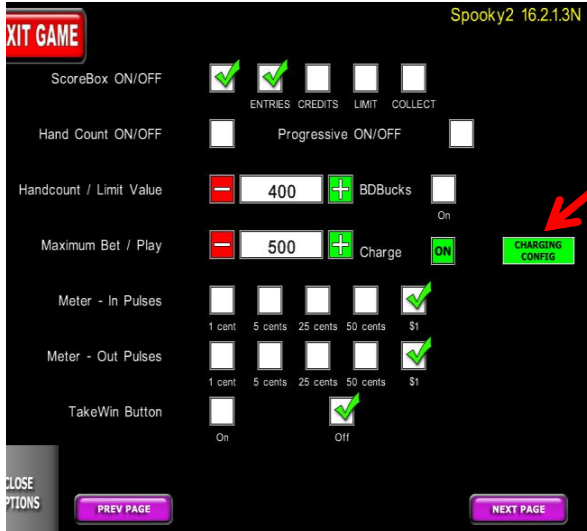 Spooky2 16.2.1.3N
XIT GAME
ScoreBox ON/OFF
ENTRIES CREDITS LIMIT COLLECT
Hand Count ON/OFF Progressive ON/OFF
Handcount / Limit Value 400 BDBucks
On
Maximum Bet / Play 500 Charge ON CHARGING
CONFIG
Meter - In Pulses
1 cent 5 cents 25 cents 50 cents $1
Meter - Out Pulses
1 cent 5 cents 25 cents 50 cents $1
TakeWin Button
On Off
CLOSE
PTIONS
PREV PAGE NEXT PAGE